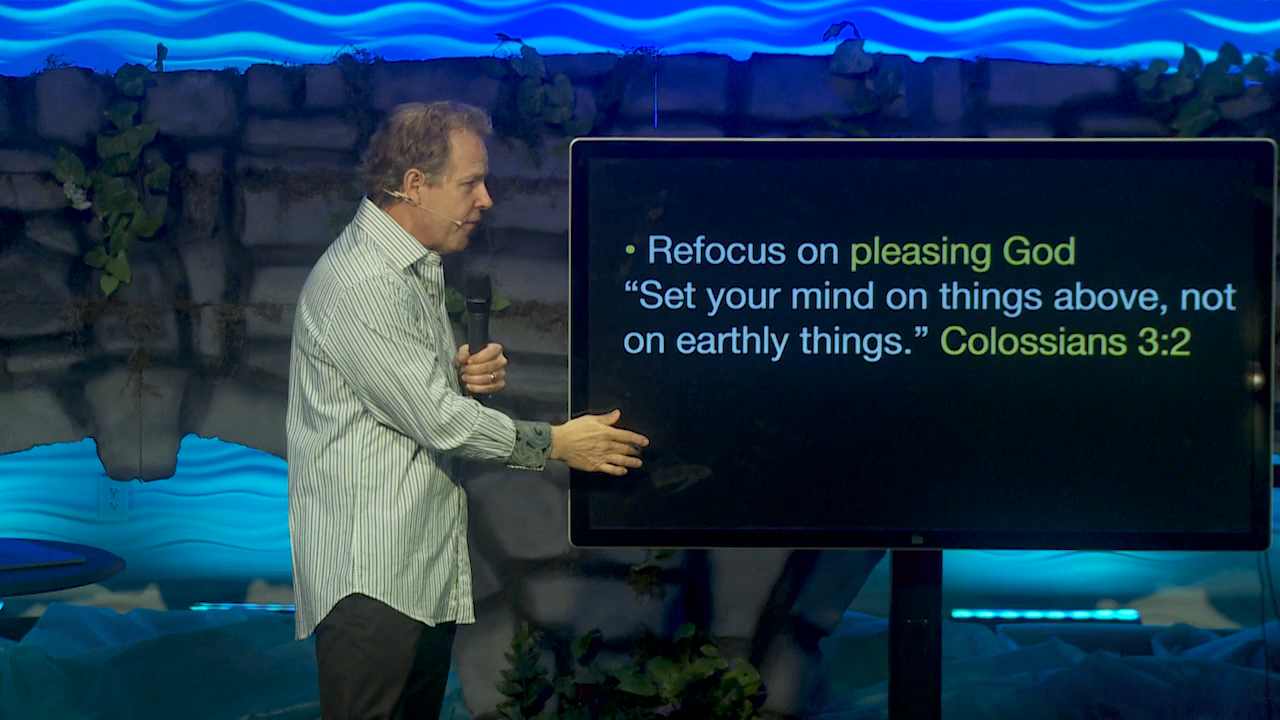 • Refocus on pleasing God
“Set your mind on things above, not
on earthly things.” Colossians 3:2